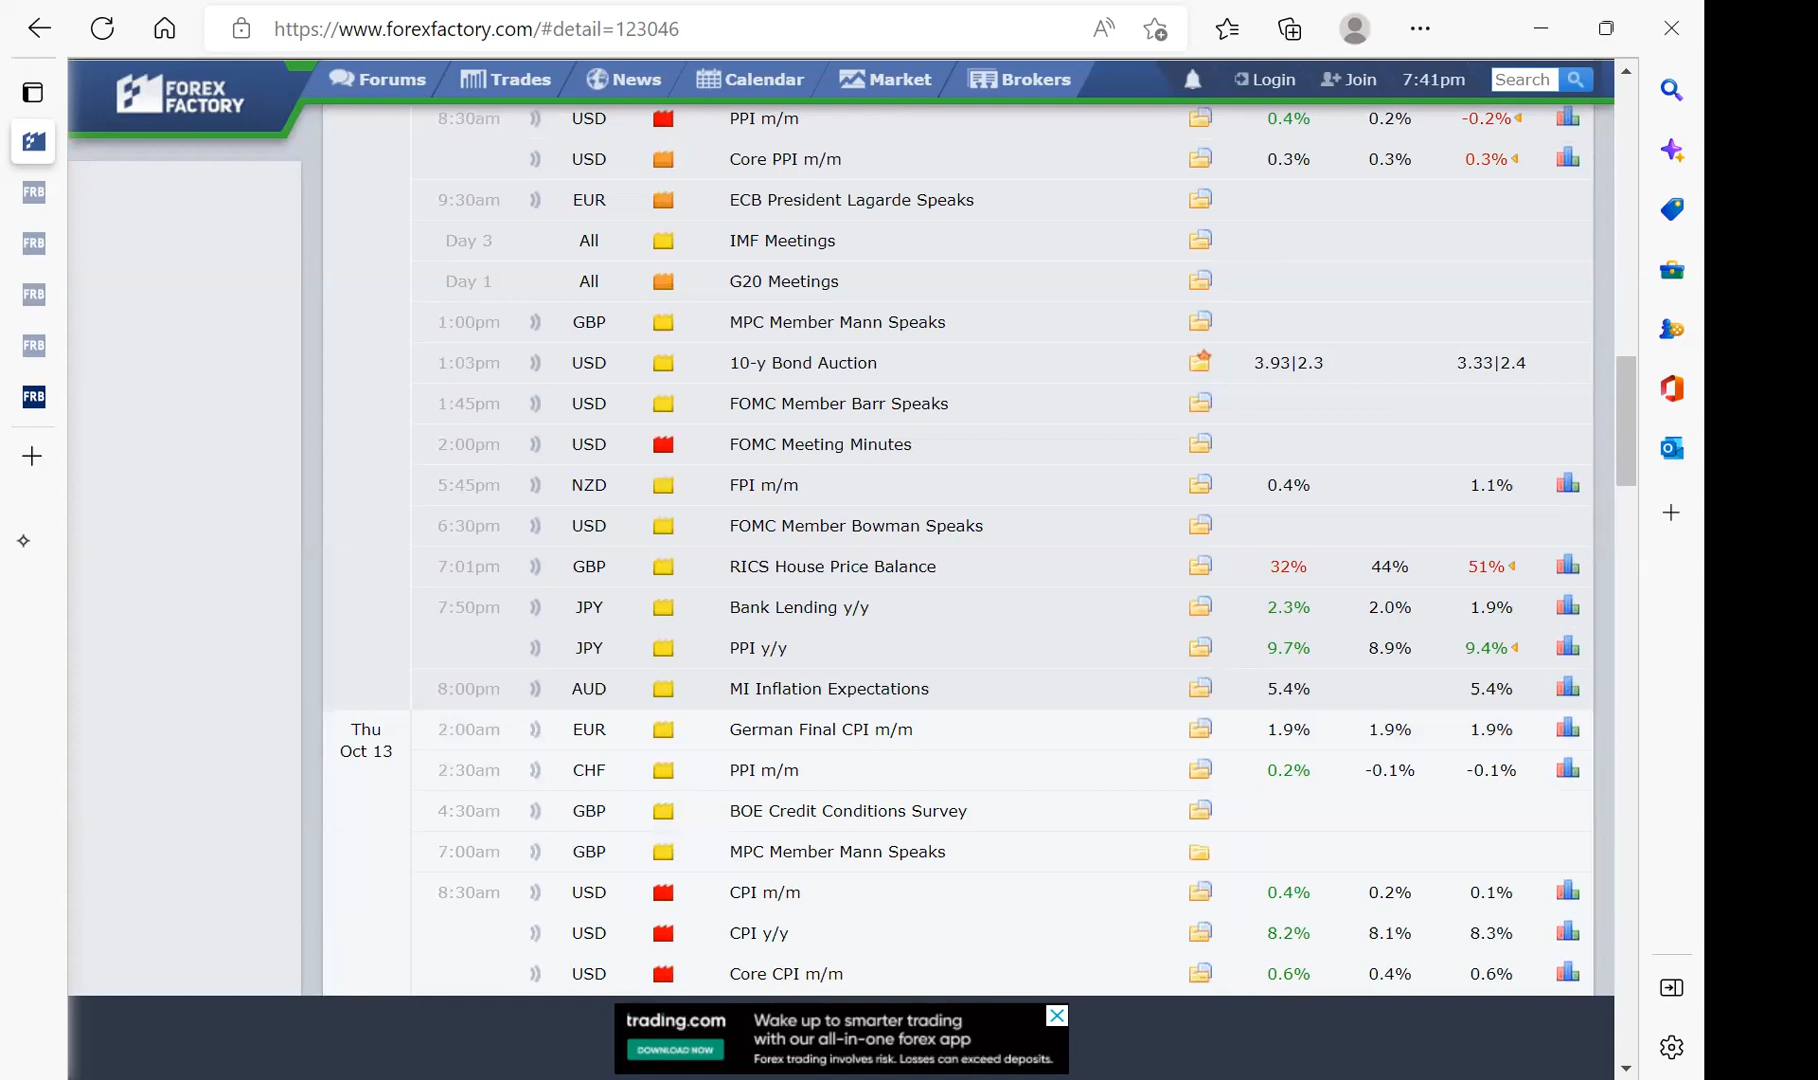 https://www.forexfactory.com/#detail=123046
FOREX FACTORY
Forums Trades News Calendar Market Brokers Login Join 7:41pm Search
8:30am USD PPI m/m 0.4% 0.2% -0.2%
USD Core PPI m/m 0.3% 0.3% 0.3%
9:30am EUR ECB President Lagarde Speaks
Day 3 All IMF Meetings
Day 1 All G20 Meetings
1:00pm GBP MPC Member Mann Speaks
1:03pm USD 10-y Bond Auction 3.93|2.3 3.33|2.4
1:45pm USD FOMC Member Barr Speaks
2:00pm USD FOMC Meeting Minutes
5:45pm NZD FPI m/m 0.4% 1.1%
6:30pm USD FOMC Member Bowman Speaks
7:01pm GBP RICS House Price Balance 32% 44% 51%
7:50pm JPY Bank Lending y/y 2.3% 2.0% 1.9%
JPY PPI y/y 9.7% 8.9% 9.4%
8:00pm AUD MI Inflation Expectations 5.4% 5.4%
Thu Oct 13 2:00am EUR German Final CPI m/m 1.9% 1.9% 1.9%
2:30am CHF PPI m/m 0.2% -0.1% -0.1%
4:30am GBP BOE Credit Conditions Survey
7:00am GBP MPC Member Mann Speaks
8:30am USD CPI m/m 0.4% 0.2% 0.1%
USD CPI y/y 8.2% 8.1% 8.3%
USD Core CPI m/m 0.6% 0.4% 0.6%
FRB
FRB
FRB
FRB
FRB
trading.com
DOWNLOAD NOW
Wake up to smarter trading
with our all-in-one forex app
Forex trading involves risk. Losses can exceed deposits.